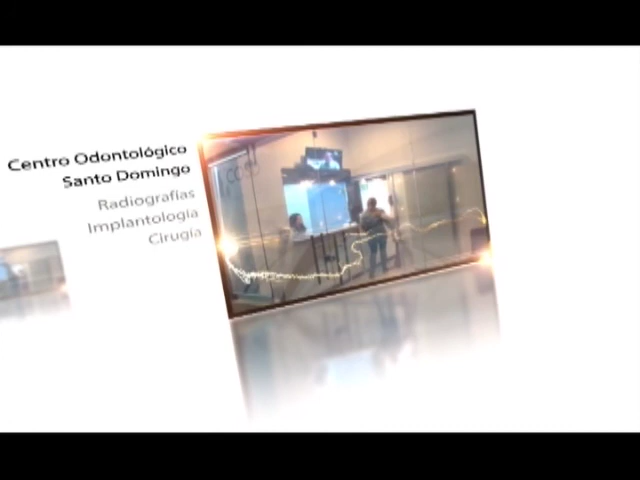 Centro Odontológico
Santo Domingo
Radiografías
Implantología
Cirugía